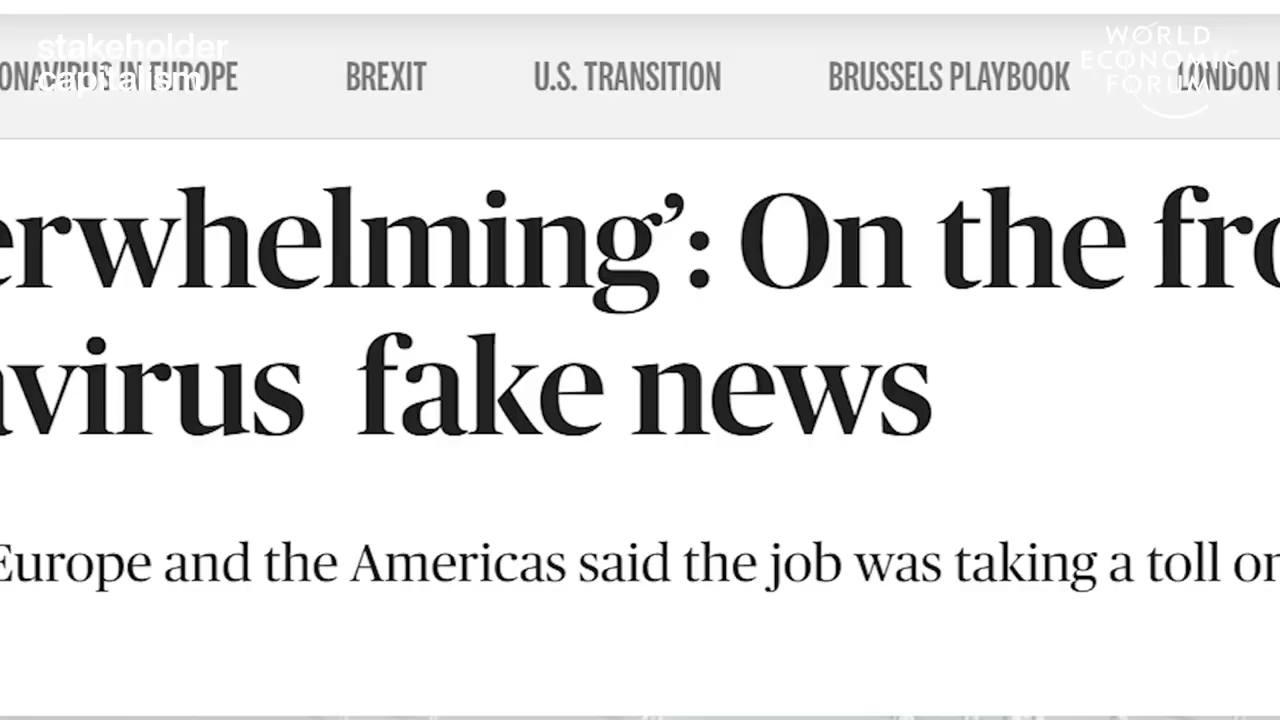 stakeholder
capitalism
WORLD
ECONOMIC
FORUM
ONAVIRUS IN EUROPE BREXIT U.S. TRANSITION BRUSSELS PLAYBOOK LONDON
erwhelming’: On the fro
avirus fake news
Europe and the Americas said the job was taking a toll on